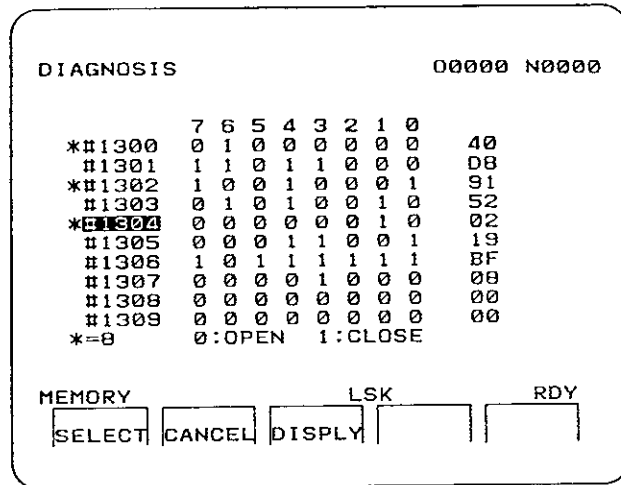 DIAGNOSIS O0000 N0000
7 6 5 4 3 2 1 0
*#1300 0 1 0 0 0 0 0 0 40
#1301 1 1 0 1 1 0 0 0 D8
*#1302 1 0 0 1 0 0 0 1 91
#1303 0 1 0 1 0 0 1 0 52
*#1304 0 0 0 0 0 0 1 0 02
#1305 0 0 0 1 1 0 0 1 19
#1306 1 0 1 1 1 1 1 1 BF
#1307 0 0 0 0 1 0 0 0 08
#1308 0 0 0 0 0 0 0 0 00
#1309 0 0 0 0 0 0 0 0 00
*=8 0:OPEN 1:CLOSE
MEMORY LSK RDY
SELECT CANCEL DISPLY